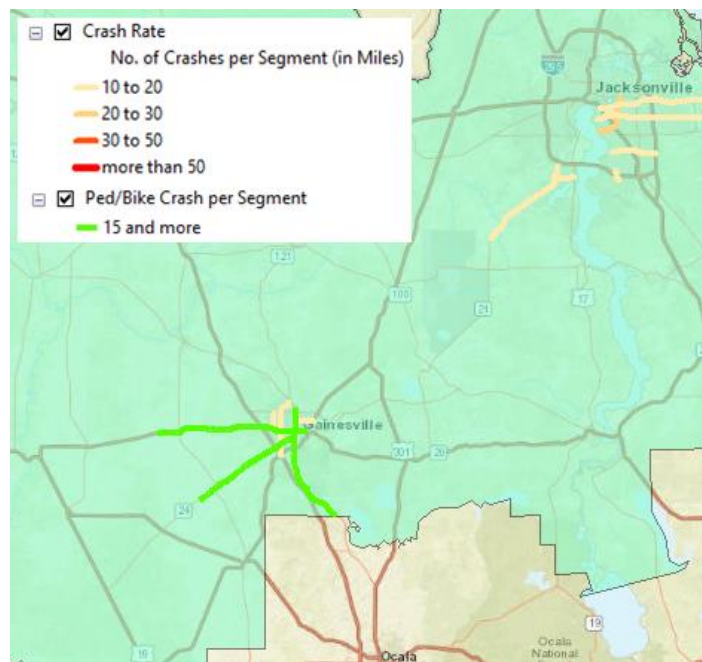 Crash Rate
No. of Crashes per Segment (in Miles)
10 to 20
20 to 30
30 to 50
more than 50
Ped/Bike Crash per Segment
15 and more
295
Jacksonville
121
100
21
17
Gainesville
301
20
24
19
19
Ocala
Ocala
National